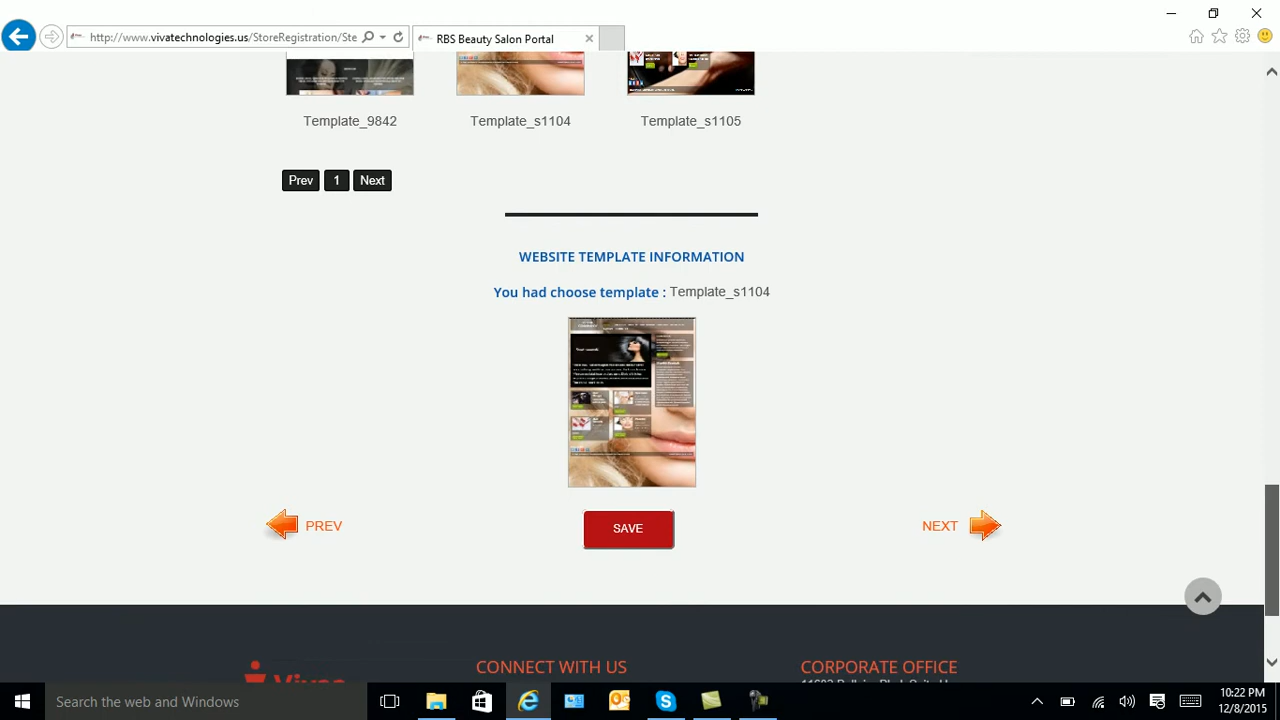 http://www.vivatechnologies.us/StoreRegistration/Ste
RBS Beauty Salon Portal
Template_9842
Template_s1104
Template_s1105
Prev 1 Next
WEBSITE TEMPLATE INFORMATION
You had choose template : Template_s1104
PREV
SAVE
NEXT
CONNECT WITH US
CORPORATE OFFICE
Search the web and Windows
10:22 PM
12/8/2015